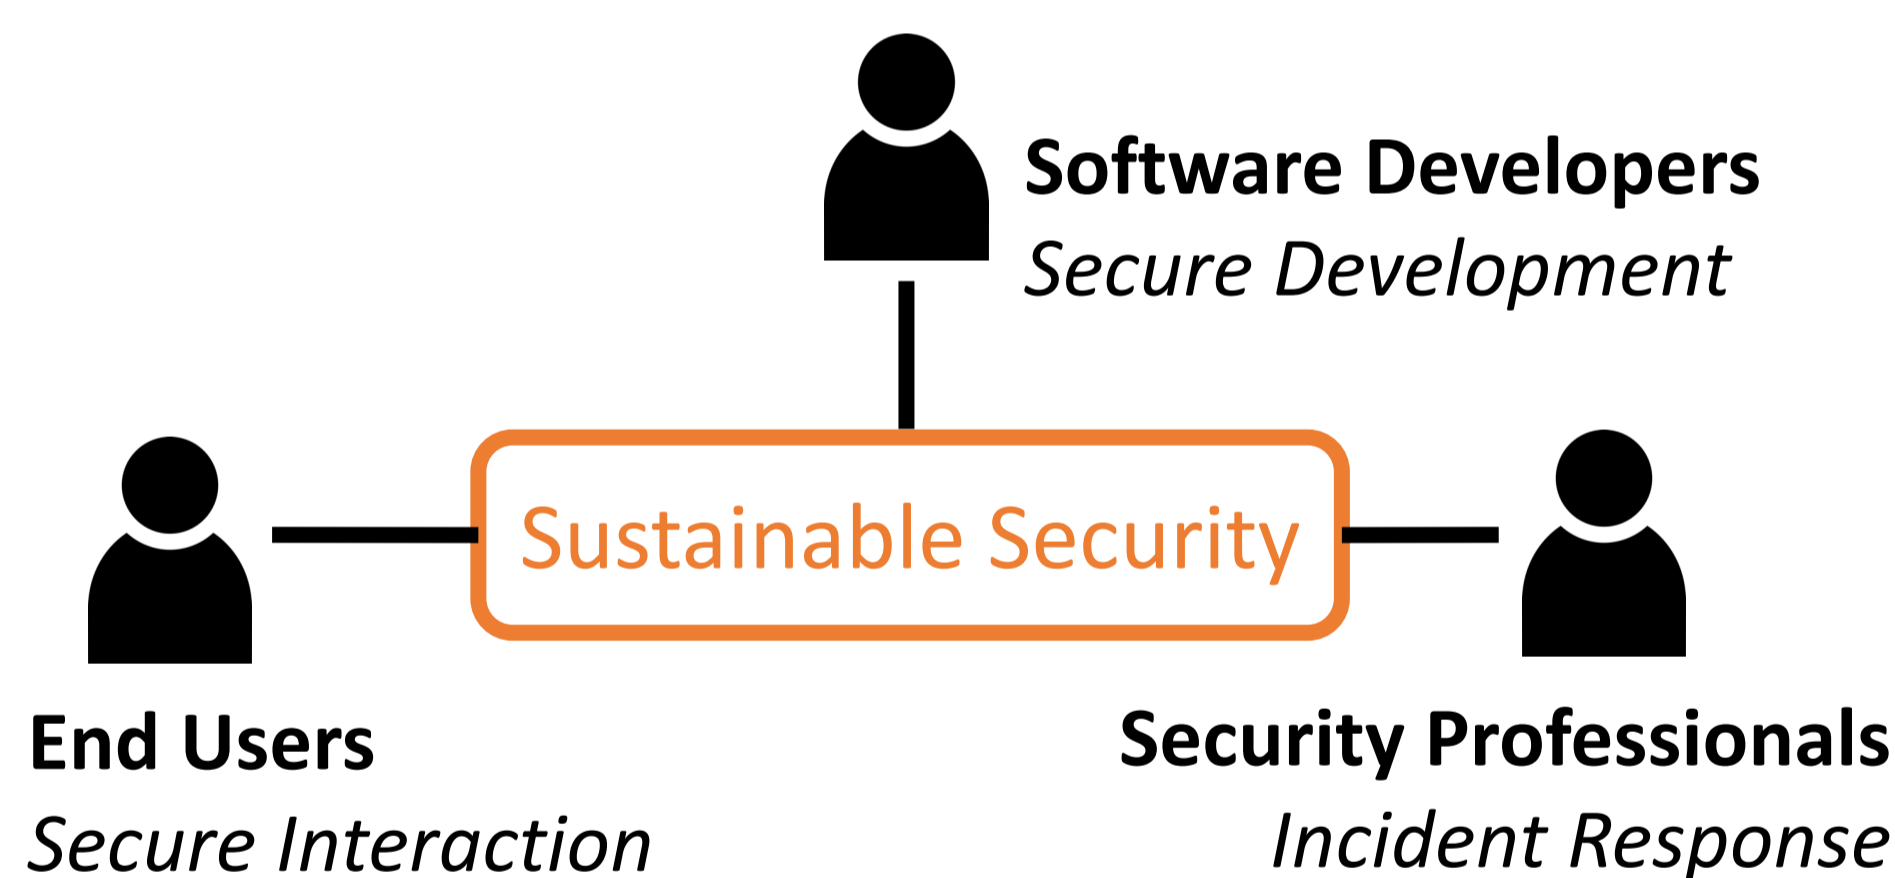 Software Developers
Secure Development
Sustainable Security
End Users
Secure Interaction
Security Professionals
Incident Response